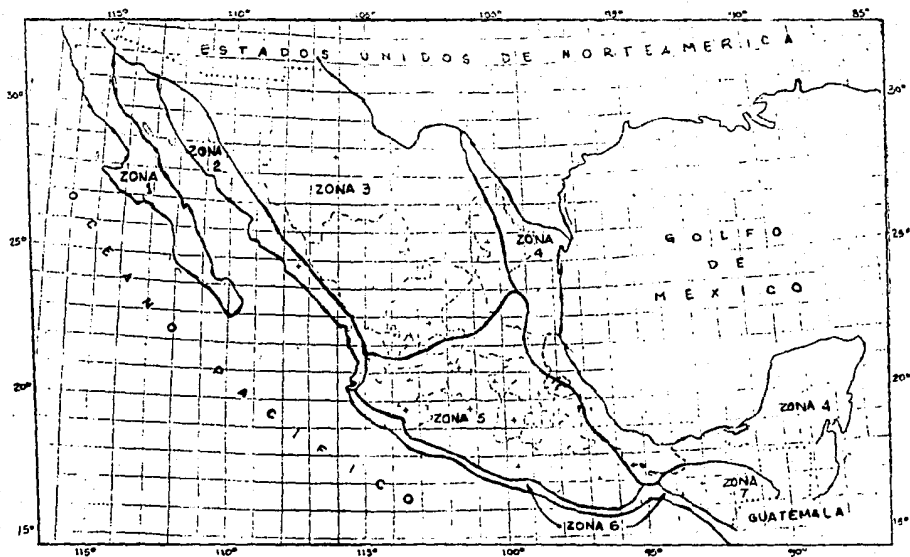 115° 110° 105° 100° 95° 90° 85°
ESTADOS UNIDOS DE NORTEAMERICA
30° 30°
ZONA 2
ZONA 1
ZONA 3
OCEANO PACIFICO
25° 25°
ZONA 4
GOLFO
DE
MEXICO
20° 20°
ZONA 5
ZONA 4
ZONA 7
ZONA 6
GUATEMALA
15° 15°
115° 110° 105° 100° 95° 90°